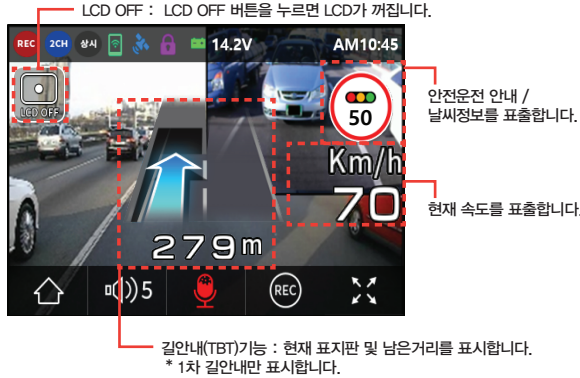 LCD OFF : LCD OFF 버튼을 누르면 LCD가 꺼집니다.
REC 2CH 상시 14.2V AM10:45
LCD OFF
50
안전운전 안내 /
날씨정보를 표출합니다.
Km/h
70
현재 속도를 표출합니다.
279m
5 REC
길안내(TBT)기능 : 현재 표지판 및 남은거리를 표시합니다.
* 1차 길안내만 표시합니다.